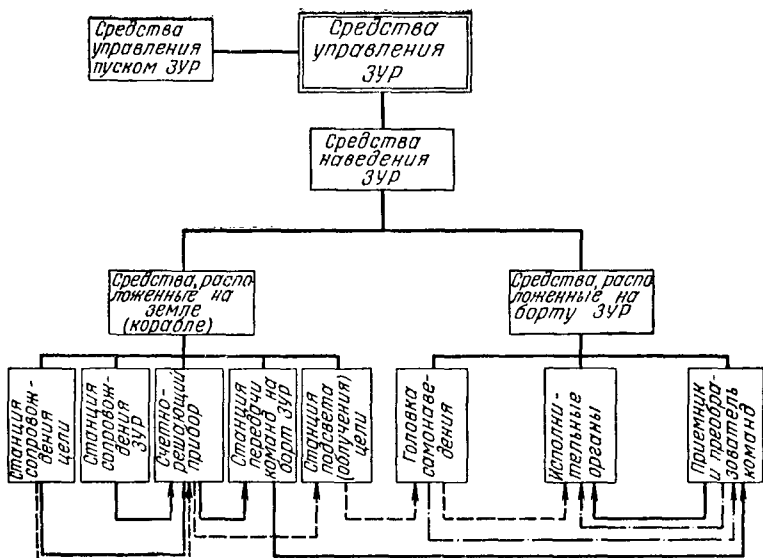 Средства
управления
пуском ЗУР
Средства
управления
ЗУР
Средства
наведения
ЗУР
Средства, распо-
ложенные на
земле
(корабле)
Средства, распо-
ложенные на
борту ЗУР
Станция
сопровож-
дения
цели
Станция
сопровож-
дения
ЗУР
Счетно-
решающий
прибор
Станция
передачи
команд на
борт ЗУР
Станция
подсвета
(облучения)
цели
Головка
самонаве-
дения
Исполни-
тельные
органы
Приемник
и преобра-
зователь
команд